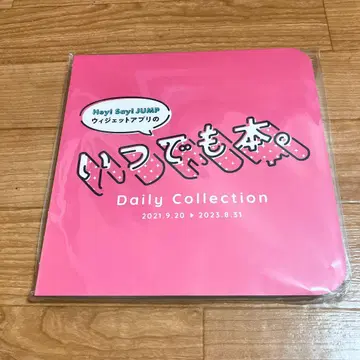 Hey! Say! JUMP
ウィジェットアプリの
いつでも本。
Daily Collection
2021.9.20 ▸ 2023.8.31